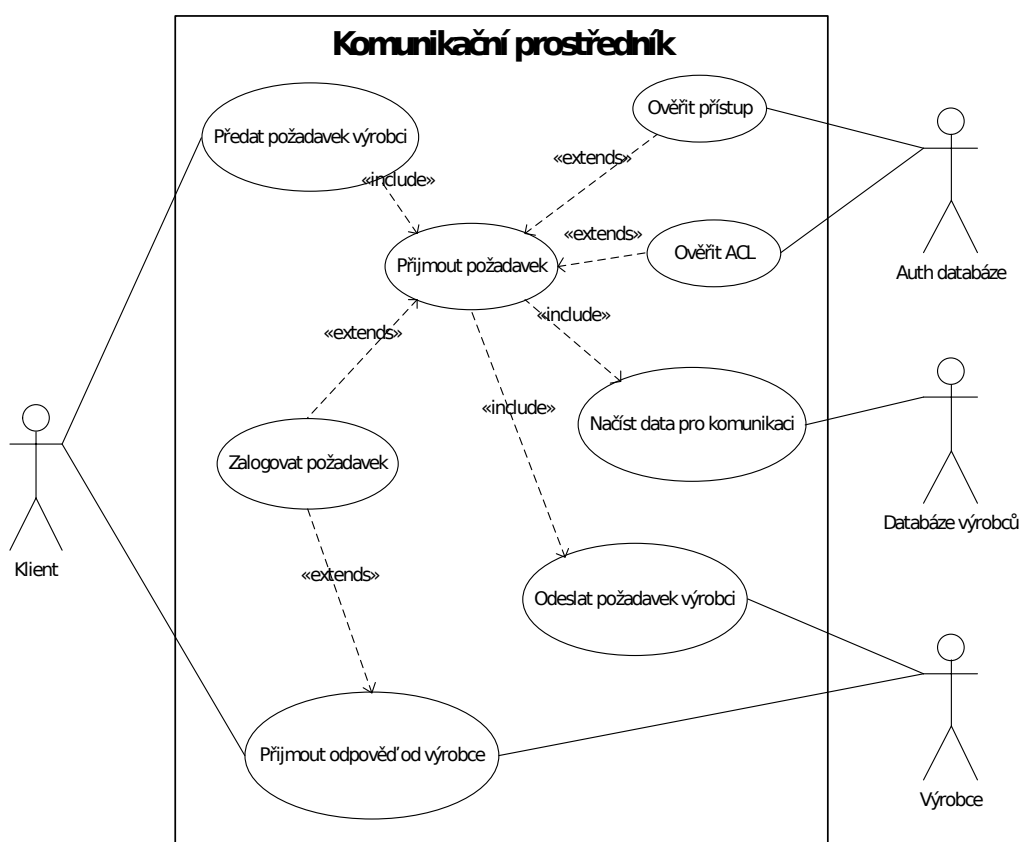 Komunikační prostředník
Ověřit přístup
Předat požadavek výrobci
«extends»
«include»
«extends»
Ověřit ACL
Přijmout požadavek
Auth databáze
«include»
«extends»
«include»
Načíst data pro komunikaci
Zalogovat požadavek
Databáze výrobců
Klient
«extends»
Odeslat požadavek výrobci
Přijmout odpověď od výrobce
Výrobce